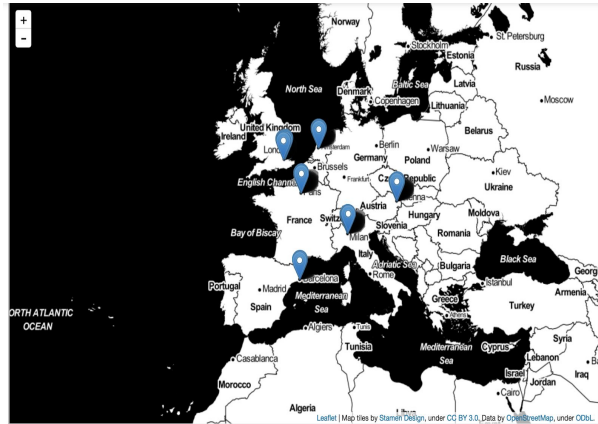 +
-
Norway
Stockholm
St. Petersburg
Estonia
Russia
North Sea
Baltic Sea
Latvia
Denmark
Copenhagen
Lithuania
Moscow
United Kingdom
Ireland
Belarus
Amsterdam
Berlin
Warsaw
Brussels
Germany
Poland
Kiev
English Channel
Frankfurt
Ukraine
Paris
Austria
Hungary
Moldova
France
Slovenia
Milan
Romania
Bay of Biscay
Italy
Adriatic Sea
Black Sea
Bulgaria
Rome
Barcelona
Istanbul
Portugal
Madrid
Armenia
Mediterranean
Sea
Greece
Turkey
Spain
ORTH ATLANTIC
OCEAN
Athens
Algiers
Tunis
Tunisia
Mediterranean
Sea
Cyprus
Syria
Lebanon
Casablanca
Israel
Iraq
Jordan
Morocco
Cairo
Algeria
Leaflet | Map tiles by Stamen Design, under CC BY 3.0. Data by OpenStreetMap, under ODbL.